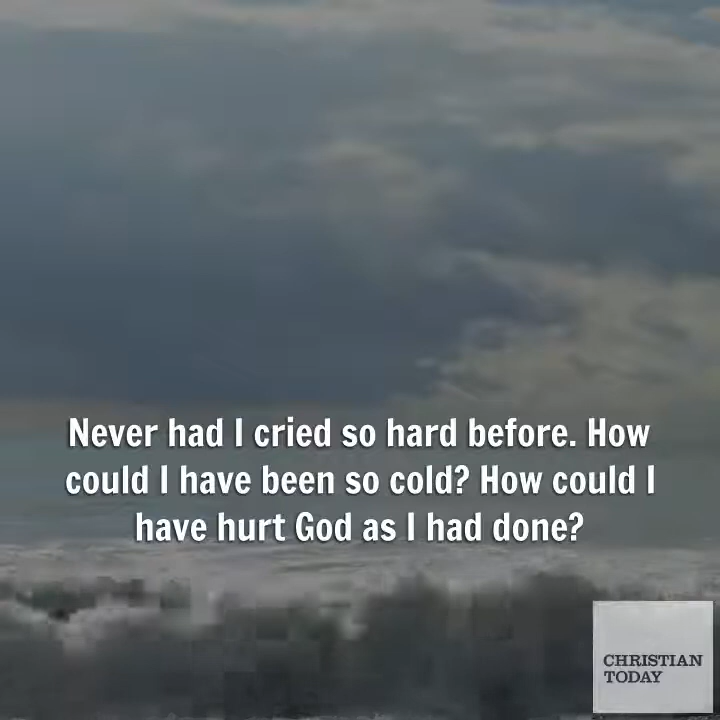 Never had I cried so hard before. How
could I have been so cold? How could I
have hurt God as I had done?
CHRISTIAN
TODAY